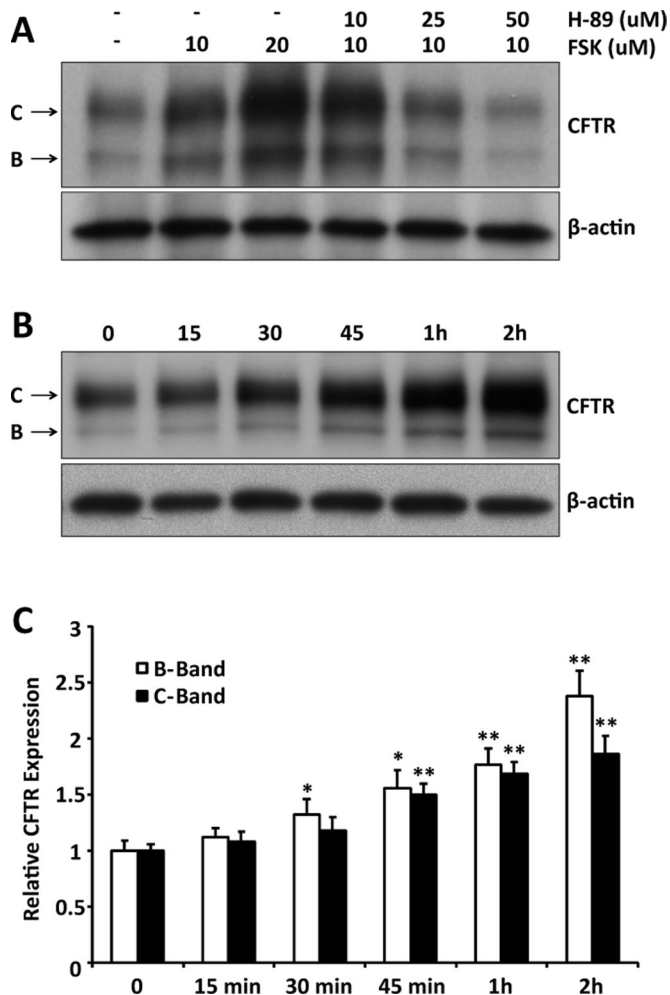 A
- - - 10 25 50 H-89 (uM)
- 10 20 10 10 10 FSK (uM)
C → CFTR
B →
β-actin
B
0 15 30 45 1h 2h
C → CFTR
B →
β-actin
C
3
2.5
2
1.5
1
0.5
0
Relative CFTR Expression
B-Band
C-Band
* * ** ** ** ** **
0 15 min 30 min 45 min 1h 2h